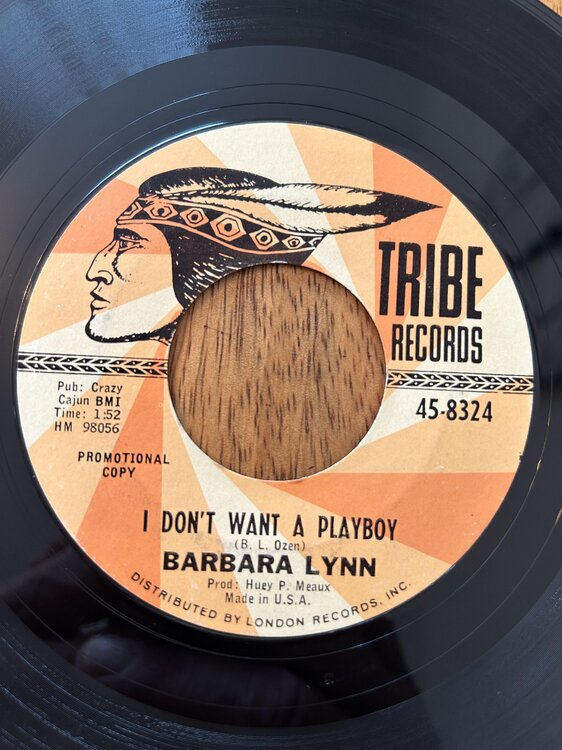 TRIBE
RECORDS
Pub: Crazy
Cajun BMI
Time: 1:52
HM 98056
45-8324
PROMOTIONAL
COPY
I DON'T WANT A PLAYBOY
(B. L. Ozen)
BARBARA LYNN
Prod: Huey P. Meaux
Made in U.S.A.
DISTRIBUTED BY LONDON RECORDS, INC.